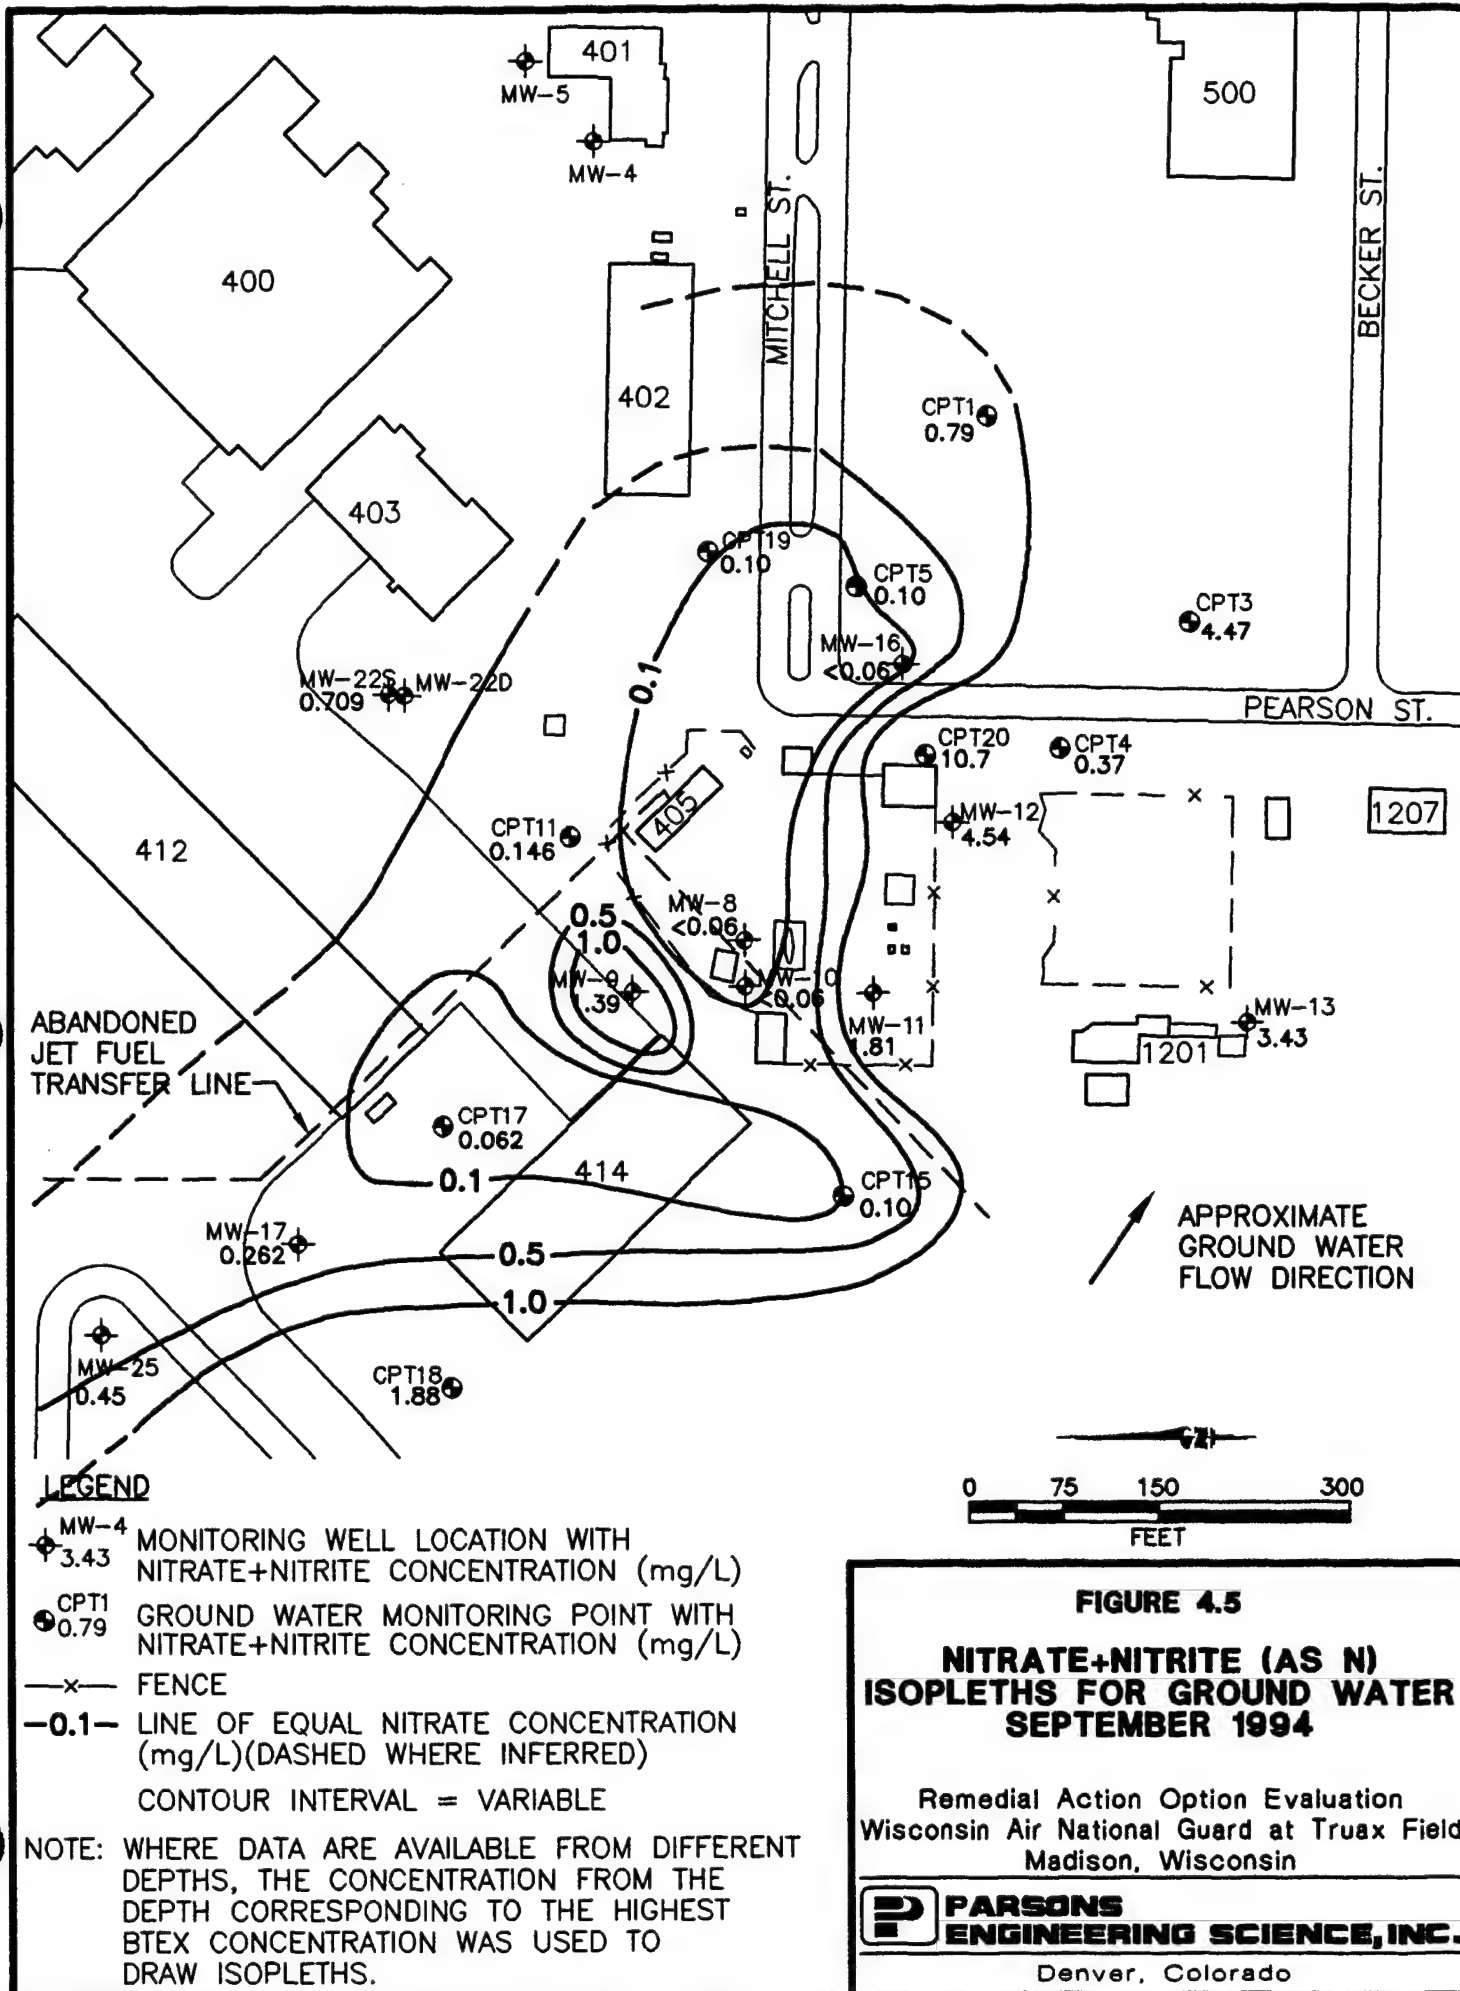 401
MW-5
MW-4
500
MITCHELL ST.
BECKER ST.
400
402
CPT1
0.79
403
CPT19
0.10
CPT5
0.10
CPT3
4.47
MW-16
<0.06
0.1
MW-22S
0.709
MW-22D
PEARSON ST.
CPT20
10.7
CPT4
0.37
405
MW-12
4.54
1207
CPT11
0.146
412
MW-8
<0.06
0.5
1.0
MW-9
1.39
MW-10
<0.06
MW-11
1.81
MW-13
3.43
1201
ABANDONED
JET FUEL
TRANSFER LINE
CPT17
0.062
0.1
414
CPT15
0.10
MW-17
0.262
0.5
1.0
APPROXIMATE
GROUND WATER
FLOW DIRECTION
MW-25
0.45
CPT18
1.88
0 75 150 300
FEET
LEGEND
MW-4
3.43
MONITORING WELL LOCATION WITH
NITRATE+NITRITE CONCENTRATION (mg/L)
CPT1
0.79
GROUND WATER MONITORING POINT WITH
NITRATE+NITRITE CONCENTRATION (mg/L)
—x— FENCE
—0.1— LINE OF EQUAL NITRATE CONCENTRATION
(mg/L)(DASHED WHERE INFERRED)
CONTOUR INTERVAL = VARIABLE
NOTE: WHERE DATA ARE AVAILABLE FROM DIFFERENT
DEPTHS, THE CONCENTRATION FROM THE
DEPTH CORRESPONDING TO THE HIGHEST
BTEX CONCENTRATION WAS USED TO
DRAW ISOPLETHS.
FIGURE 4.5
NITRATE+NITRITE (AS N)
ISOPLETHS FOR GROUND WATER
SEPTEMBER 1994
Remedial Action Option Evaluation
Wisconsin Air National Guard at Truax Field
Madison, Wisconsin
PARSONS
ENGINEERING SCIENCE, INC.
Denver, Colorado